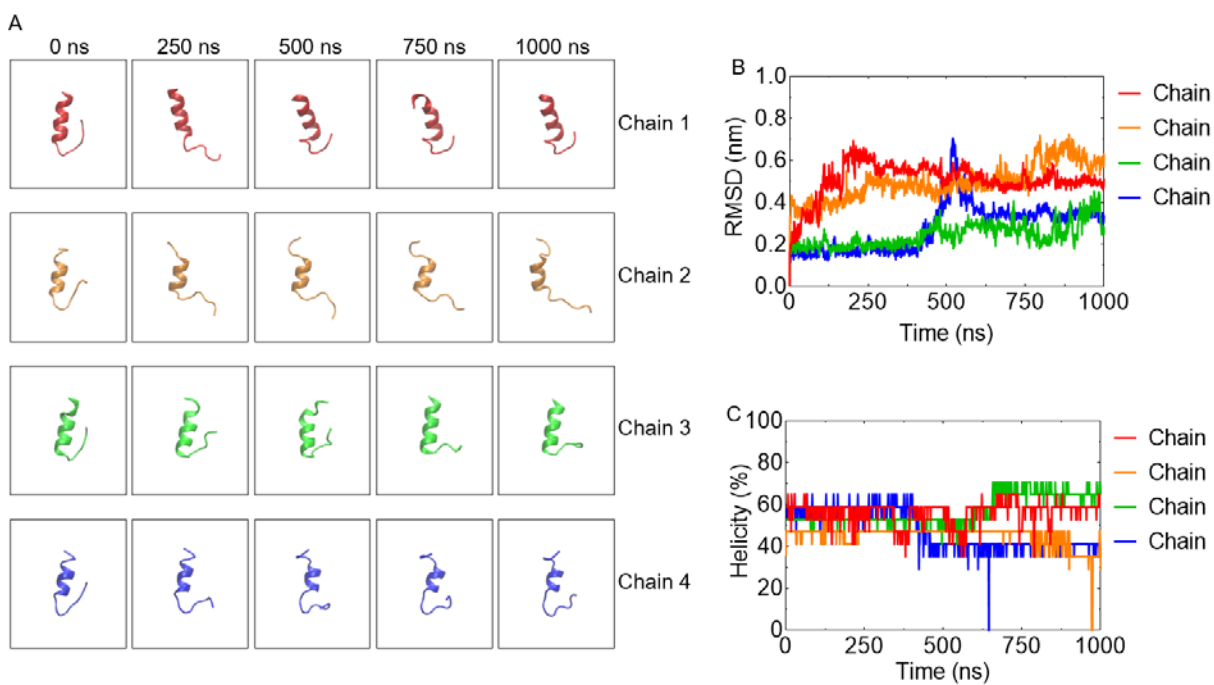 A
0 ns 250 ns 500 ns 750 ns 1000 ns
Chain 1
Chain 2
Chain 3
Chain 4
B
1.0
0.8
0.6
0.4
0.2
0.0
RMSD (nm)
0 250 500 750 1000
Time (ns)
Chain
Chain
Chain
Chain
C
100
80
60
40
20
0
Helicity (%)
0 250 500 750 1000
Time (ns)
Chain
Chain
Chain
Chain